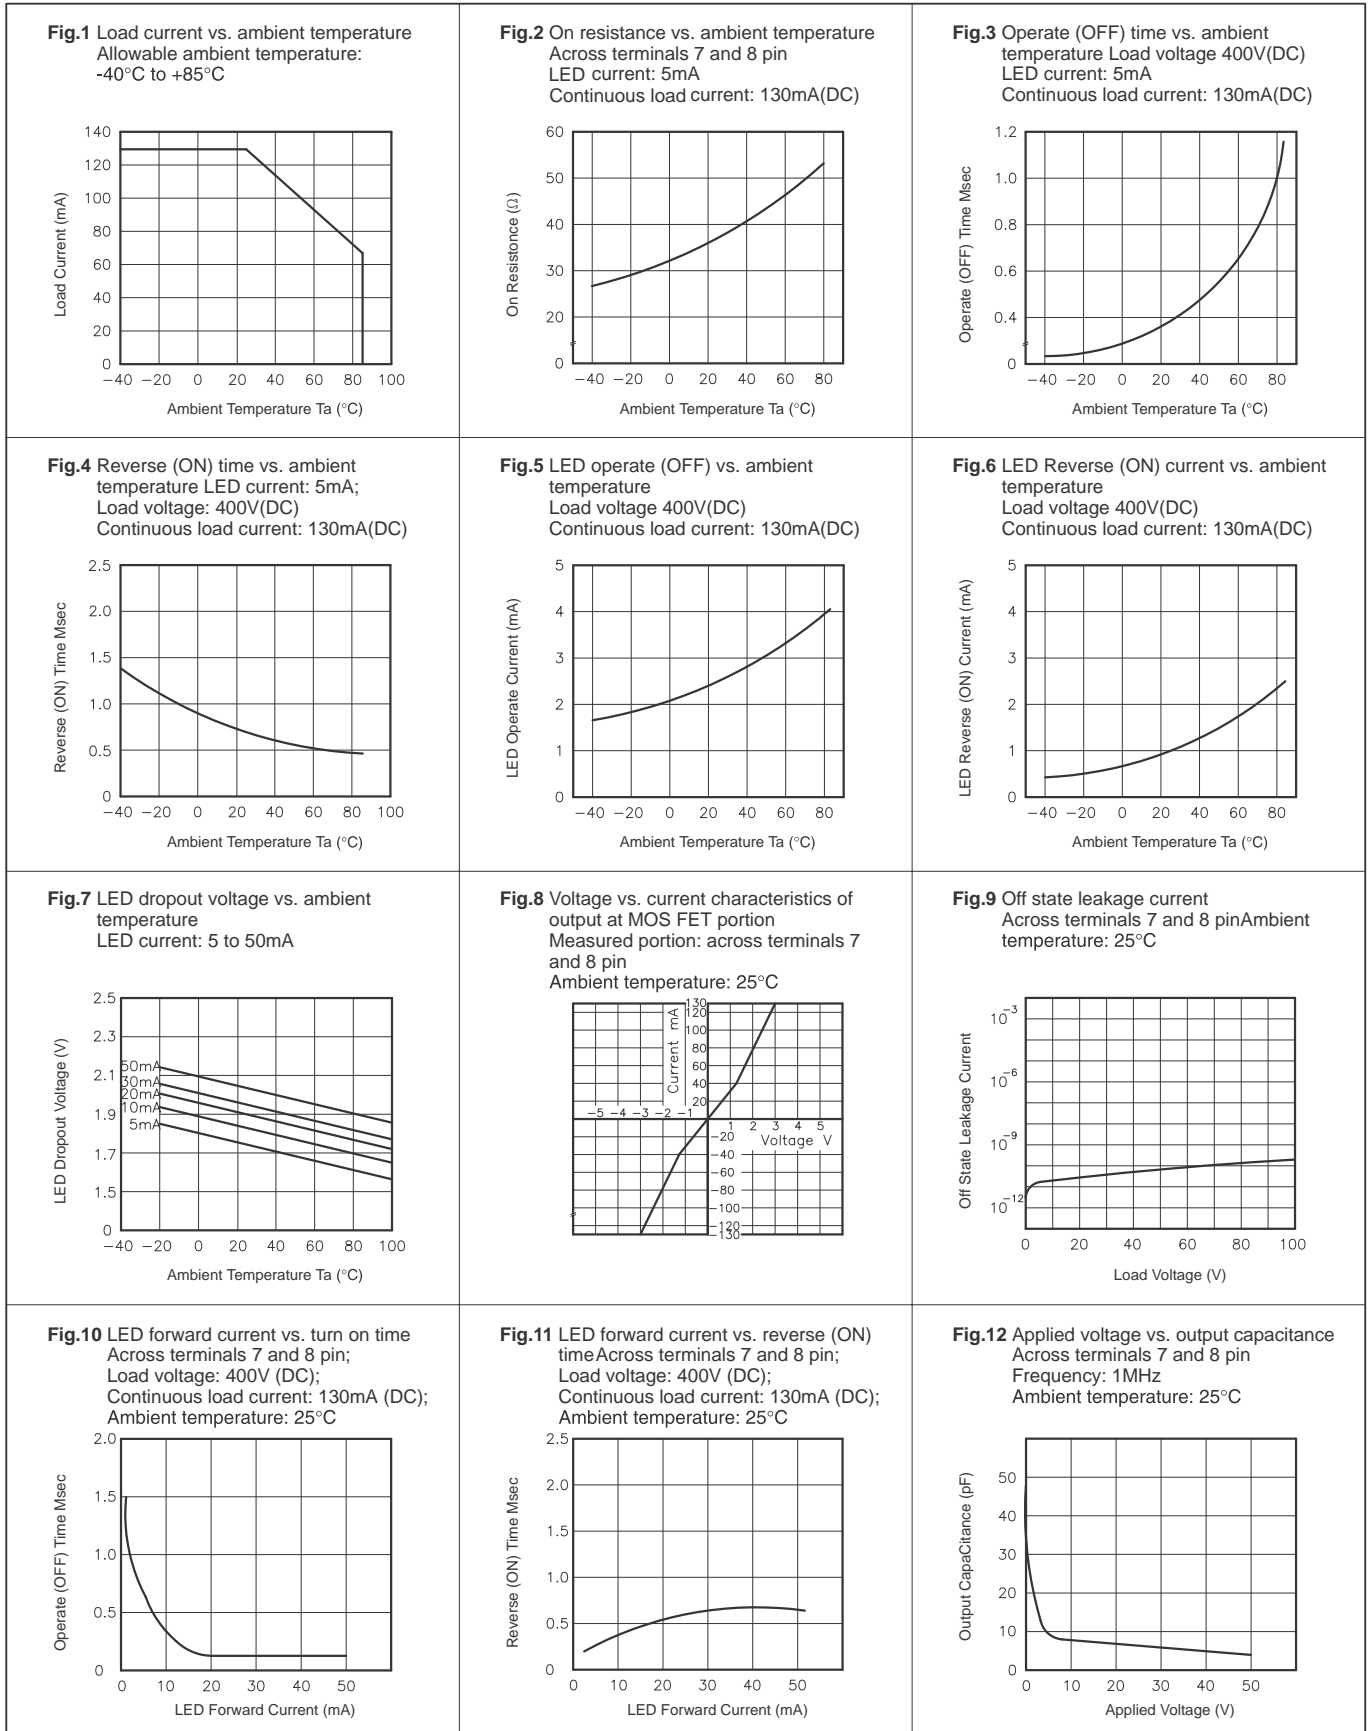 Fig.1 Load current vs. ambient temperature
Allowable ambient temperature:
-40°C to +85°C
140
120
100
80
60
40
20
0
Load Current (mA)
−40 −20 0 20 40 60 80 100
Ambient Temperature Ta (°C)
Fig.2 On resistance vs. ambient temperature
Across terminals 7 and 8 pin
LED current: 5mA
Continuous load current: 130mA(DC)
60
50
40
30
20
0
On Resistonce (Ω)
−40 −20 0 20 40 60 80
Ambient Temperature Ta (°C)
Fig.3 Operate (OFF) time vs. ambient
temperature Load voltage 400V(DC)
LED current: 5mA
Continuous load current: 130mA(DC)
1.2
1.0
0.8
0.6
0.4
0
Operate (OFF) Time Msec
−40 −20 0 20 40 60 80
Ambient Temperature Ta (°C)
Fig.4 Reverse (ON) time vs. ambient
temperature LED current: 5mA;
Load voltage: 400V(DC)
Continuous load current: 130mA(DC)
2.5
2.0
1.5
1.0
0.5
0
Reverse (ON) Time Msec
−40 −20 0 20 40 60 80 100
Ambient Temperature Ta (°C)
Fig.5 LED operate (OFF) vs. ambient
temperature
Load voltage 400V(DC)
Continuous load current: 130mA(DC)
5
4
3
2
1
0
LED Operate Current (mA)
−40 −20 0 20 40 60 80
Ambient Temperature Ta (°C)
Fig.6 LED Reverse (ON) current vs. ambient
temperature
Load voltage 400V(DC)
Continuous load current: 130mA(DC)
5
4
3
2
1
0
LED Reverse (ON) Current (mA)
−40 −20 0 20 40 60 80
Ambient Temperature Ta (°C)
Fig.7 LED dropout voltage vs. ambient
temperature
LED current: 5 to 50mA
2.5
2.3
2.1
1.9
1.7
1.5
0
LED Dropout Voltage (V)
50mA
30mA
20mA
10mA
5mA
−40 −20 0 20 40 60 80 100
Ambient Temperature Ta (°C)
Fig.8 Voltage vs. current characteristics of
output at MOS FET portion
Measured portion: across terminals 7
and 8 pin
Ambient temperature: 25°C
Current mA
130
120
100
80
60
40
20
−5 −4 −3 −2 −1
1 2 3 4 5
Voltage V
−20
−40
−60
−80
−100
−120
−130
Fig.9 Off state leakage current
Across terminals 7 and 8 pinAmbient
temperature: 25°C
10−3
10−6
10−9
10−12
Off State Leakage Current
0 20 40 60 80 100
Load Voltage (V)
Fig.10 LED forward current vs. turn on time
Across terminals 7 and 8 pin;
Load voltage: 400V (DC);
Continuous load current: 130mA (DC);
Ambient temperature: 25°C
2.0
1.5
1.0
0.5
0
Operate (OFF) Time Msec
0 10 20 30 40 50
LED Forward Current (mA)
Fig.11 LED forward current vs. reverse (ON)
timeAcross terminals 7 and 8 pin;
Load voltage: 400V (DC);
Continuous load current: 130mA (DC);
Ambient temperature: 25°C
2.5
2.0
1.5
1.0
0.5
0
Reverse (ON) Time Msec
0 10 20 30 40 50
LED Forward Current (mA)
Fig.12 Applied voltage vs. output capacitance
Across terminals 7 and 8 pin
Frequency: 1MHz
Ambient temperature: 25°C
50
40
30
20
10
0
Output CapaCitance (pF)
0 10 20 30 40 50
Applied Voltage (V)